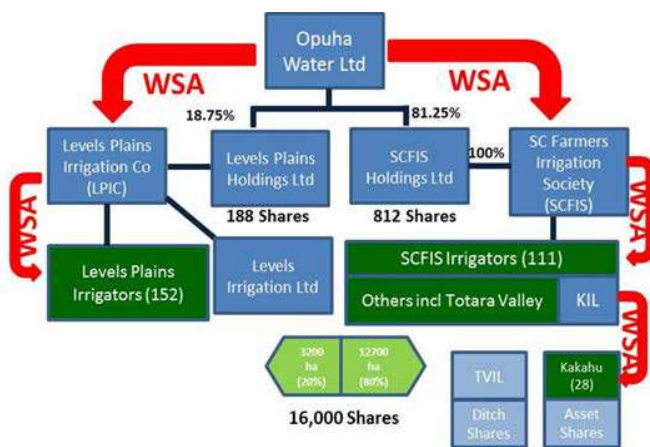 Opuha
Water Ltd
WSA
WSA
18.75%
81.25%
Levels Plains
Irrigation Co
(LPIC)
Levels Plains
Holdings Ltd
SCFIS
Holdings Ltd
100%
SC Farmers
Irrigation
Society
(SCFIS)
188 Shares
812 Shares
WSA
WSA
Levels Plains
Irrigators (152)
Levels
Irrigation Ltd
SCFIS Irrigators (111)
Others incl Totara Valley
KIL
WSA
3200
ha
(20%)
12700
ha
(80%)
16,000 Shares
TVIL
Ditch
Shares
Kakahu
(28)
Asset
Shares